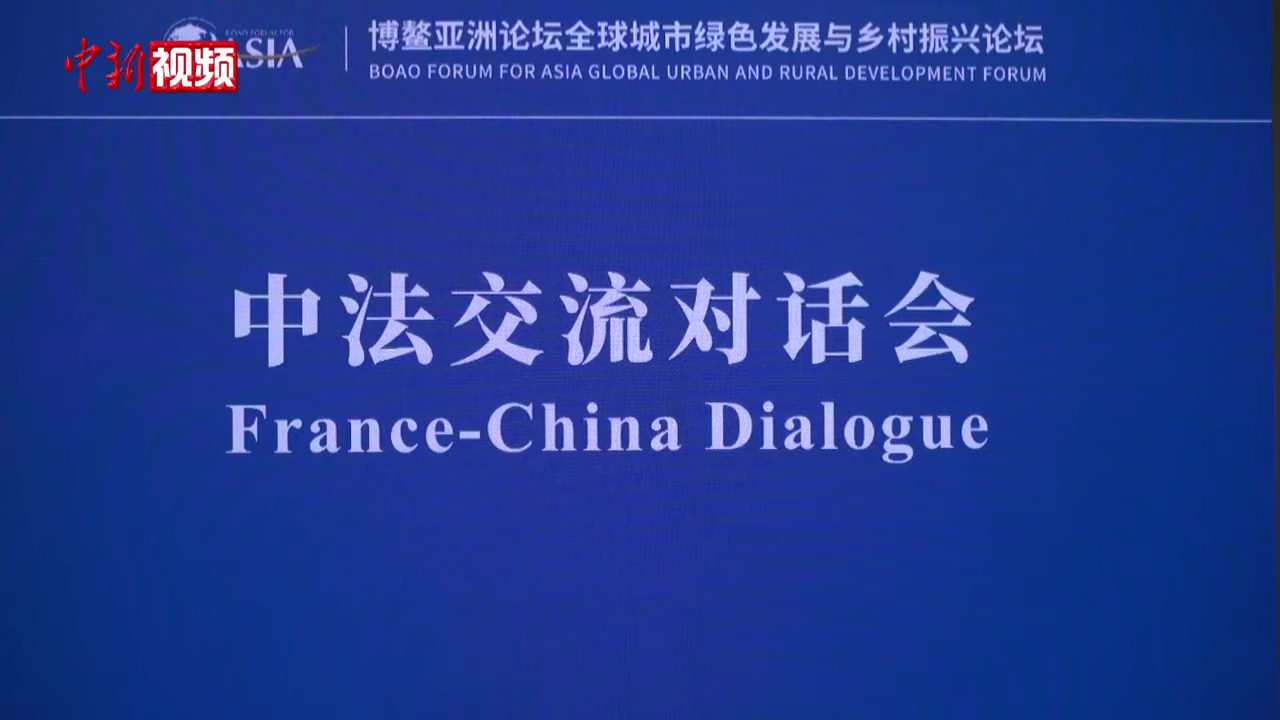 中新视频
BOAO FORUM FOR
ASIA
博鳌亚洲论坛全球城市绿色发展与乡村振兴论坛
BOAO FORUM FOR ASIA GLOBAL URBAN AND RURAL DEVELOPMENT FORUM
中法交流对话会
France-China Dialogue